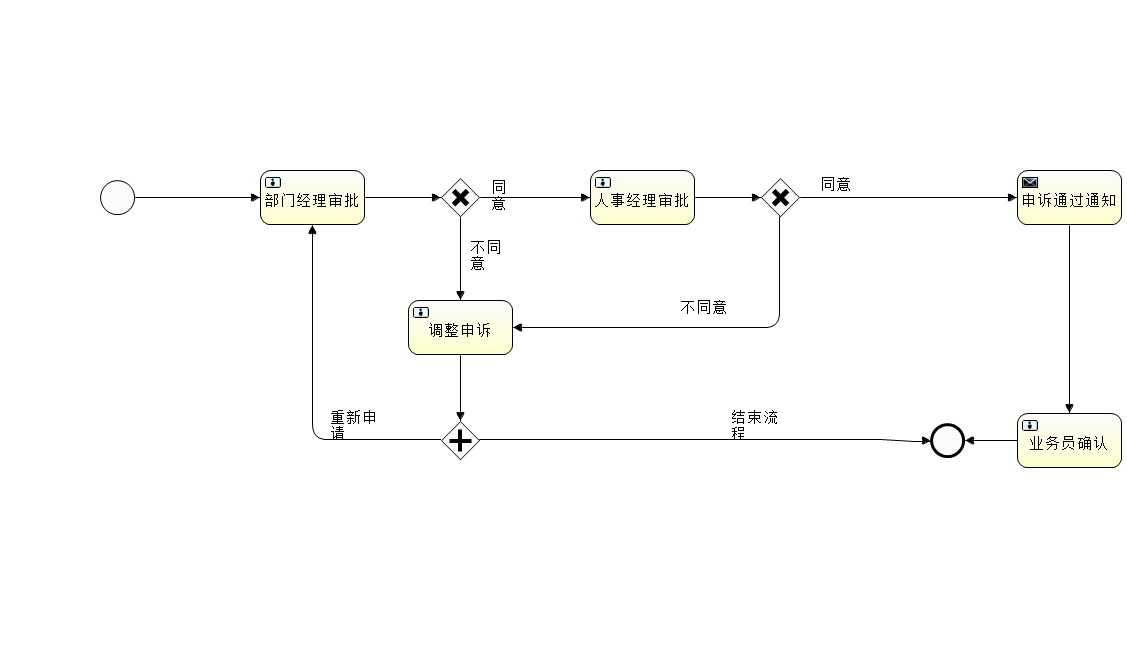 同
意
同意
部门经理审批
人事经理审批
申诉通过通知
不同
意
不同意
调整申诉
重新申
请
结束流
程
业务员确认